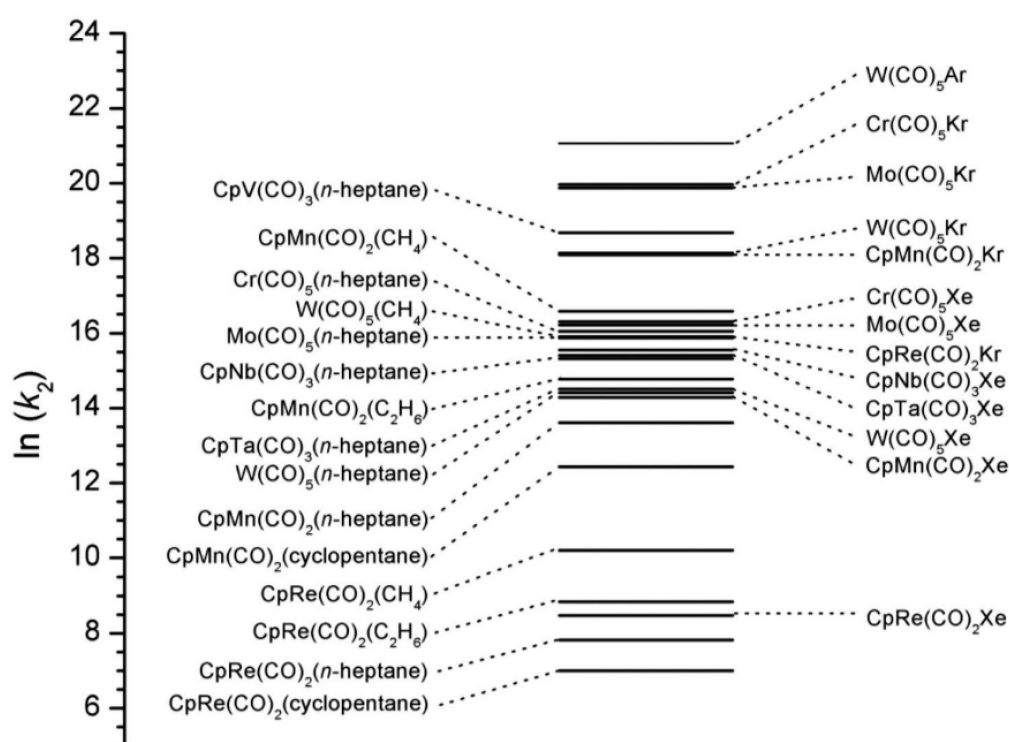 24
22
20
18
16
14
12
10
8
6
ln (k₂)
CpV(CO)₃(n-heptane)
CpMn(CO)₂(CH₄)
Cr(CO)₅(n-heptane)
W(CO)₅(CH₄)
Mo(CO)₅(n-heptane)
CpNb(CO)₃(n-heptane)
CpMn(CO)₂(C₂H₆)
CpTa(CO)₃(n-heptane)
W(CO)₅(n-heptane)
CpMn(CO)₂(n-heptane)
CpMn(CO)₂(cyclopentane)
CpRe(CO)₂(CH₄)
CpRe(CO)₂(C₂H₆)
CpRe(CO)₂(n-heptane)
CpRe(CO)₂(cyclopentane)
W(CO)₅Ar
Cr(CO)₅Kr
Mo(CO)₅Kr
W(CO)₅Kr
CpMn(CO)₂Kr
Cr(CO)₅Xe
Mo(CO)₅Xe
CpRe(CO)₂Kr
CpNb(CO)₃Xe
CpTa(CO)₃Xe
W(CO)₅Xe
CpMn(CO)₂Xe
CpRe(CO)₂Xe